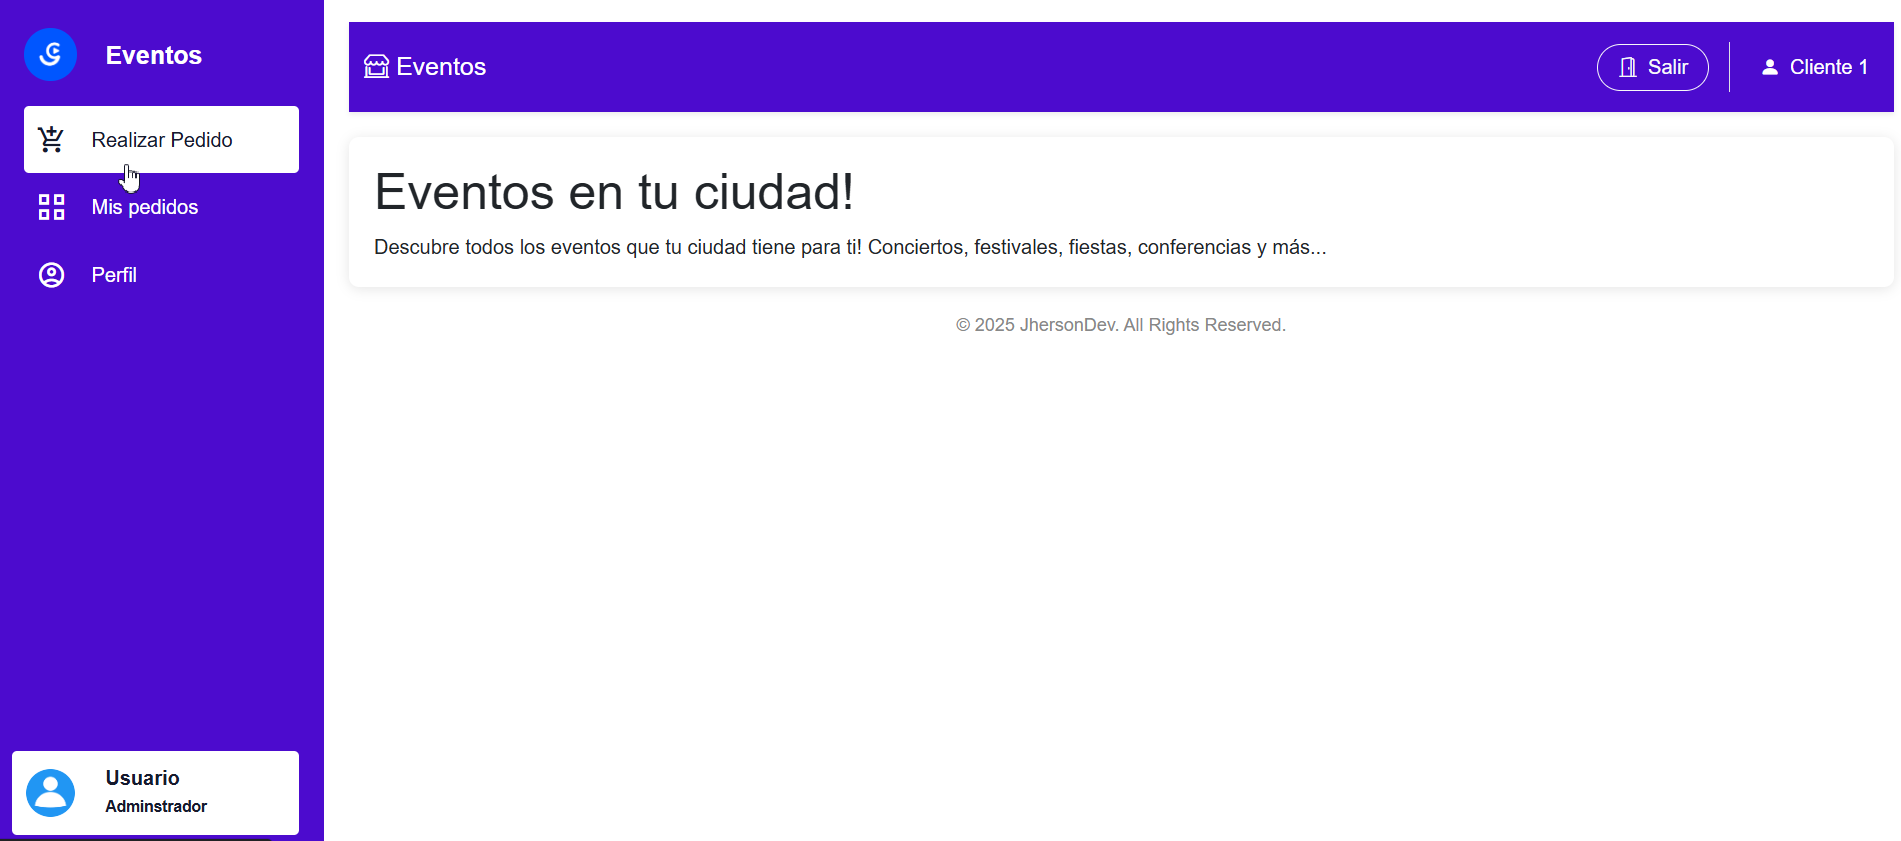 Eventos
Realizar Pedido
Mis pedidos
Perfil
Usuario
Adminstrador
Eventos
Salir
Cliente 1
Eventos en tu ciudad!
Descubre todos los eventos que tu ciudad tiene para ti! Conciertos, festivales, fiestas, conferencias y más...
© 2025 JhersonDev. All Rights Reserved.